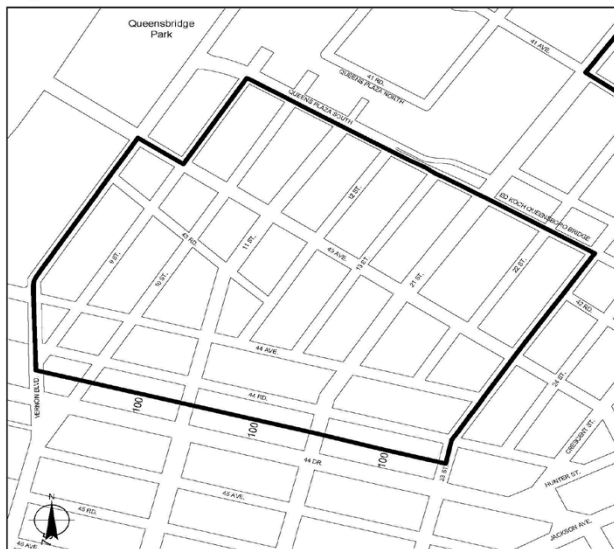 Queensbridge
Park
41 AVE.
41 RD.
QUEENS PLAZA NORTH
QUEENS PLAZA SOUTH
ED KOCH QUEENSBORO BRIDGE
12 ST.
43 RD.
11 ST.
43 AVE.
13 ST.
9 ST.
10 ST.
21 ST.
22 ST.
42 RD.
44 AVE.
24 ST.
VERNON BLVD
100
44 RD.
100
100
CRESCENT ST.
23 ST.
44 DR.
HUNTER ST.
45 AVE.
45 RD.
JACKSON AVE.
N
46 AVE.